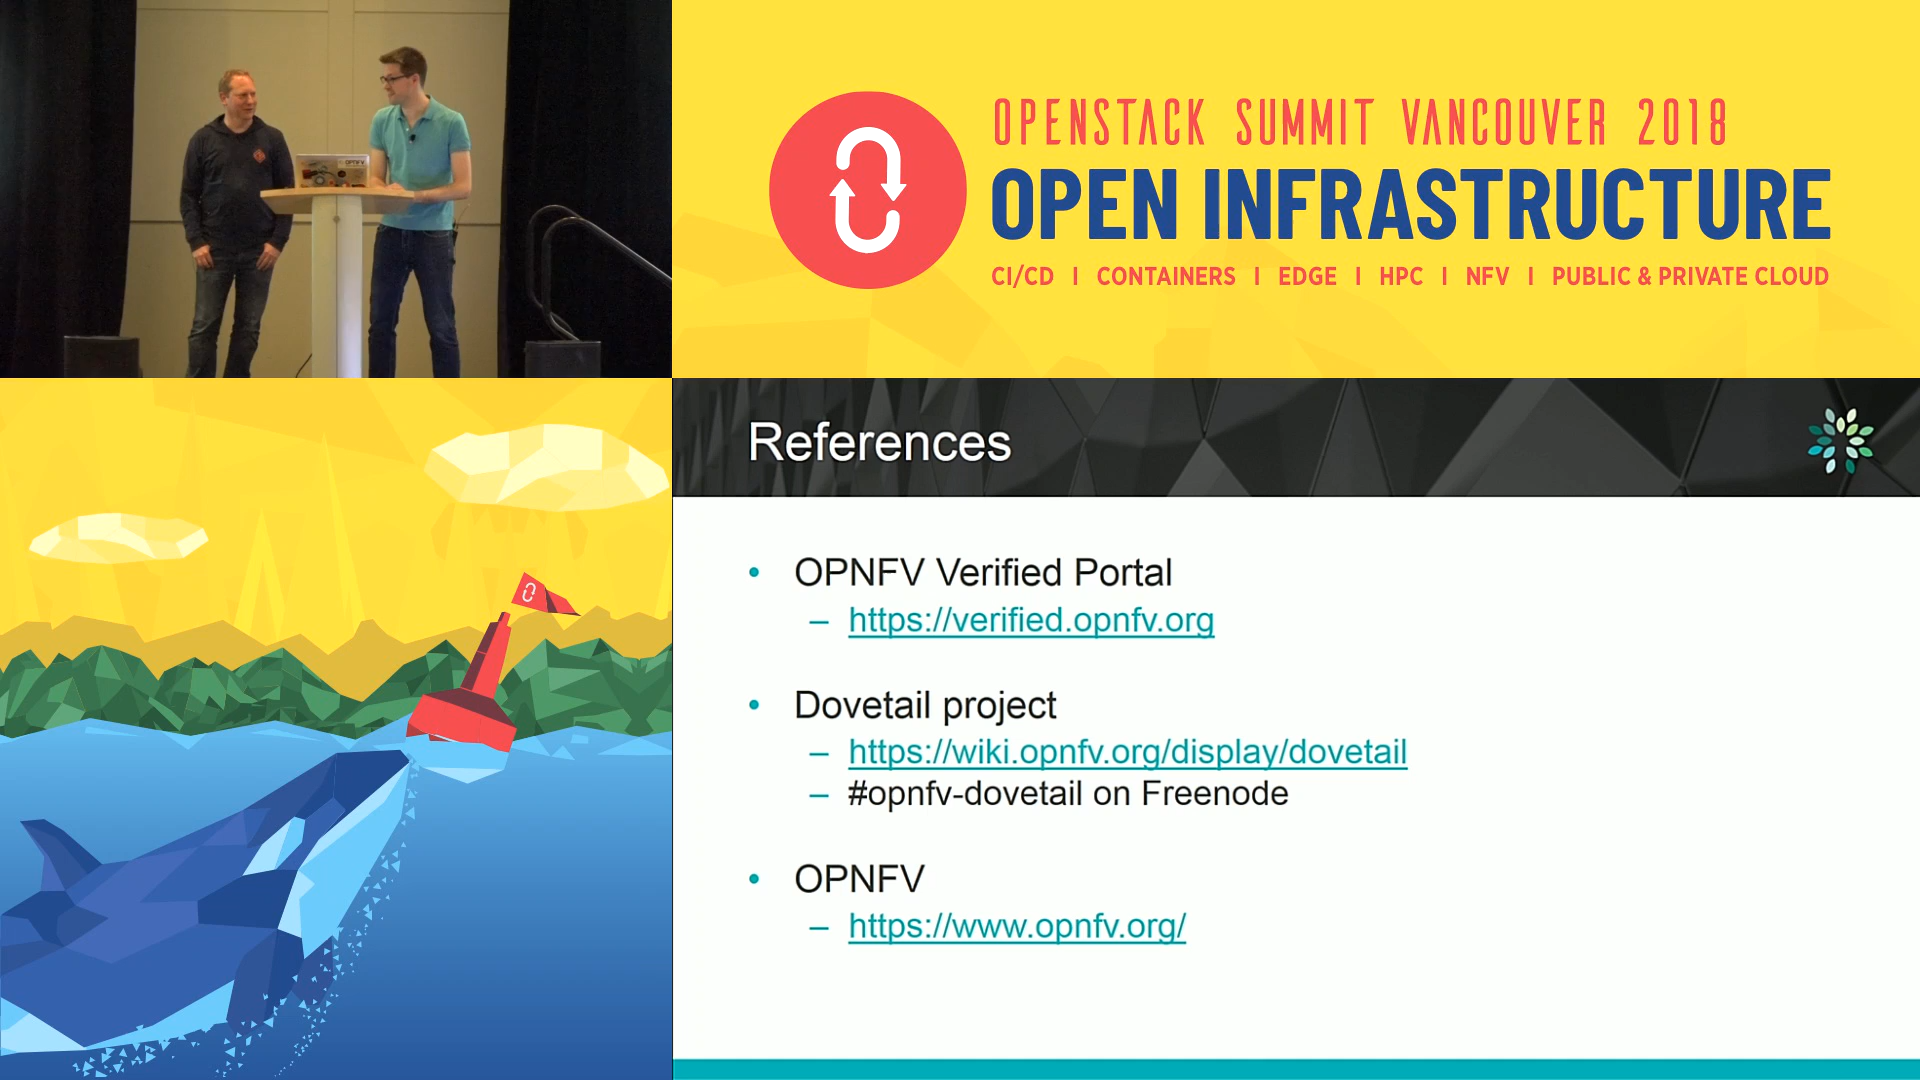 OPNFV
OPENSTACK SUMMIT VANCOUVER 2018
OPEN INFRASTRUCTURE
CI/CD | CONTAINERS | EDGE | HPC | NFV | PUBLIC & PRIVATE CLOUD
References
• OPNFV Verified Portal
– https://verified.opnfv.org
• Dovetail project
– https://wiki.opnfv.org/display/dovetail
– #opnfv-dovetail on Freenode
• OPNFV
– https://www.opnfv.org/